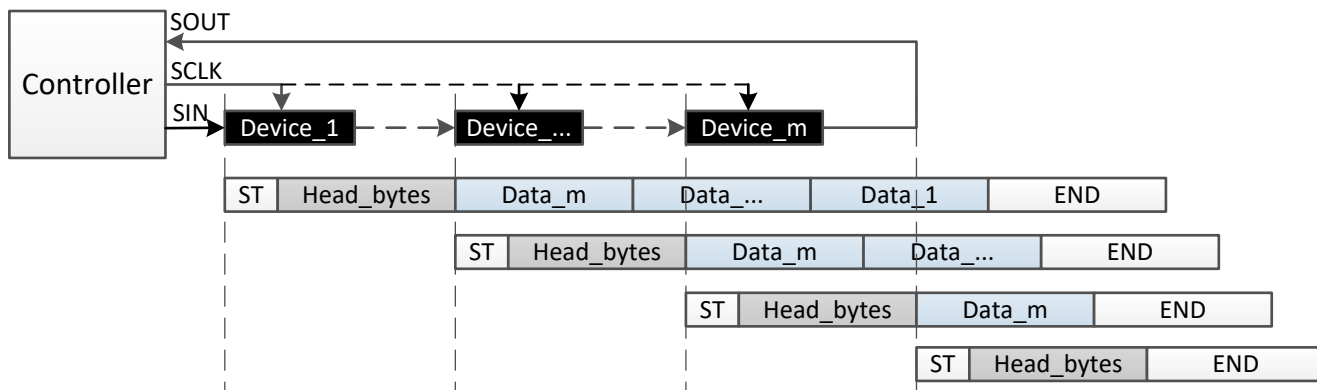 SOUT
Controller
SCLK
SIN
Device_1
Device_...
Device_m
ST Head_bytes Data_m Data_... Data_1 END
ST Head_bytes Data_m Data_... END
ST Head_bytes Data_m END
ST Head_bytes END